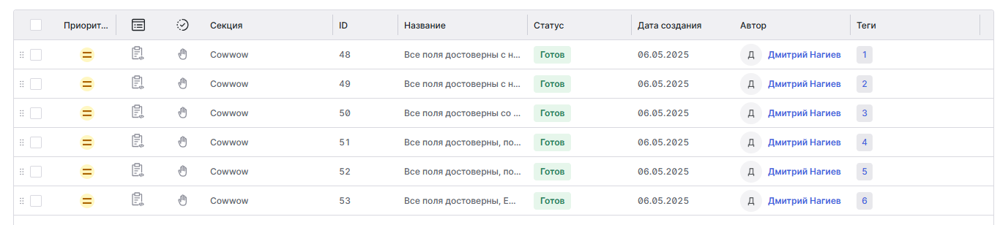 Приорит... Секция ID Название Статус Дата создания Автор Теги
Cowwow 48 Все поля достоверны с н... Готов 06.05.2025 Д Дмитрий Нагиев 1
Cowwow 49 Все поля достоверны с н... Готов 06.05.2025 Д Дмитрий Нагиев 2
Cowwow 50 Все поля достоверны со ... Готов 06.05.2025 Д Дмитрий Нагиев 3
Cowwow 51 Все поля достоверны, по... Готов 06.05.2025 Д Дмитрий Нагиев 4
Cowwow 52 Все поля достоверны, по... Готов 06.05.2025 Д Дмитрий Нагиев 5
Cowwow 53 Все поля достоверны, E... Готов 06.05.2025 Д Дмитрий Нагиев 6